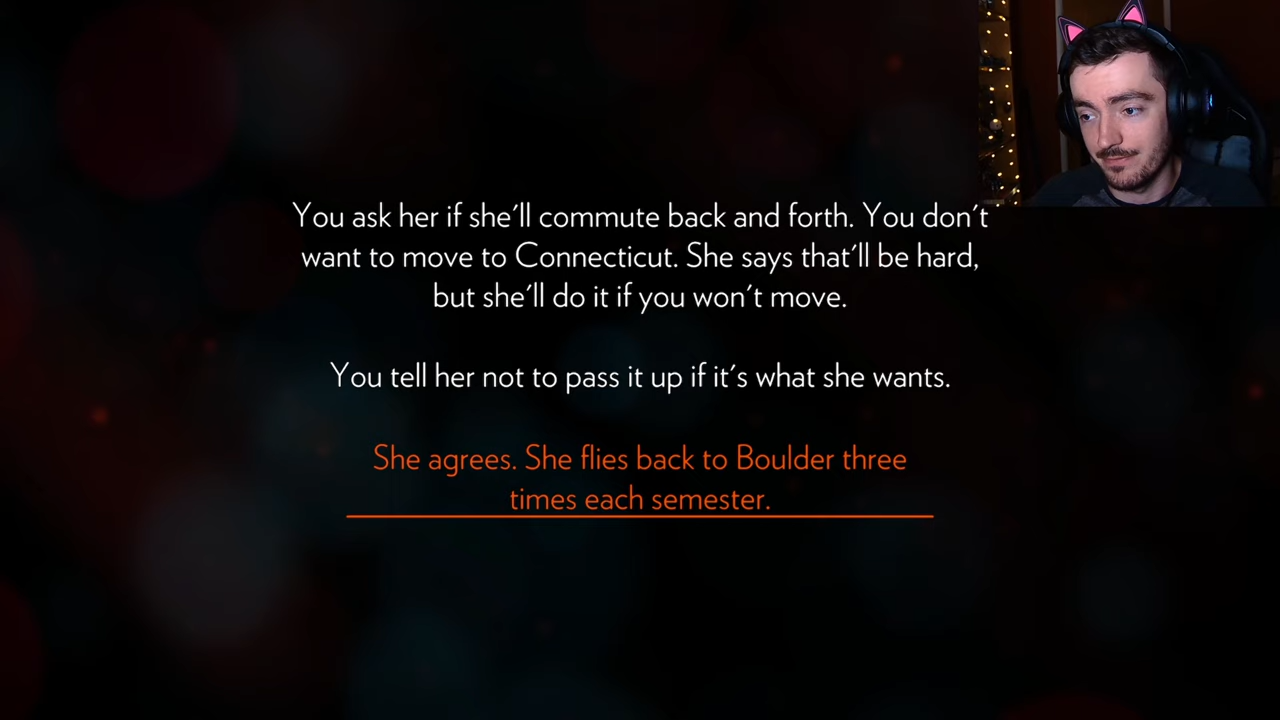 You ask her if she'll commute back and forth. You don't
want to move to Connecticut. She says that'll be hard,
but she'll do it if you won't move.
You tell her not to pass it up if it's what she wants.
She agrees. She flies back to Boulder three
times each semester.